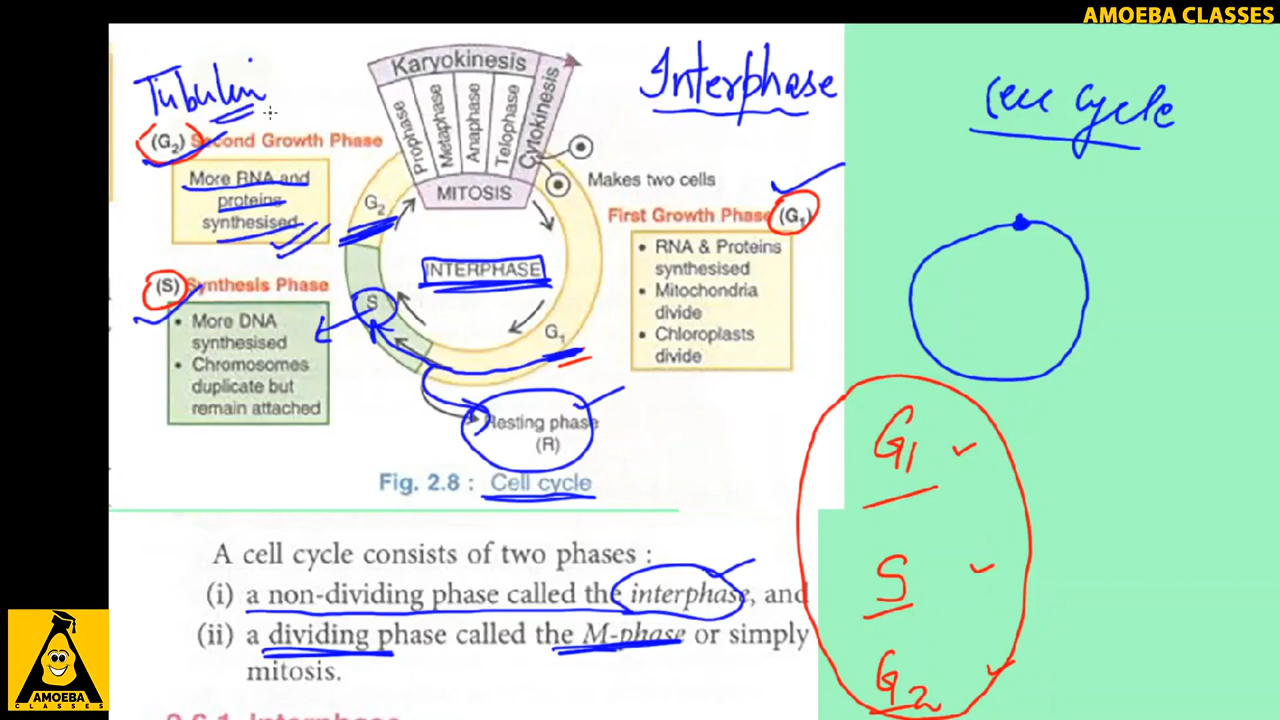 AMOEBA CLASSES
Tubulin
Interphase
Cell cycle
Karyokinesis
Cytokinesis
Prophase
Metaphase
Anaphase
Telophase
MITOSIS
Makes two cells
(G₂) Second Growth Phase
More RNA and
proteins
synthesised
G₂
First Growth Phase (G₁)
• RNA & Proteins
synthesised
• Mitochondria
divide
• Chloroplasts
divide
INTERPHASE
(S) Synthesis Phase
• More DNA
synthesised
• Chromosomes
duplicate but
remain attached
S
G₁
Resting phase
(R)
Fig. 2.8 : Cell cycle
G₁
S
G₂
A cell cycle consists of two phases :
(i) a non-dividing phase called the interphase, and
(ii) a dividing phase called the M-phase or simply
mitosis.
2.6.1 Interphase
AMOEBA
CLASSES